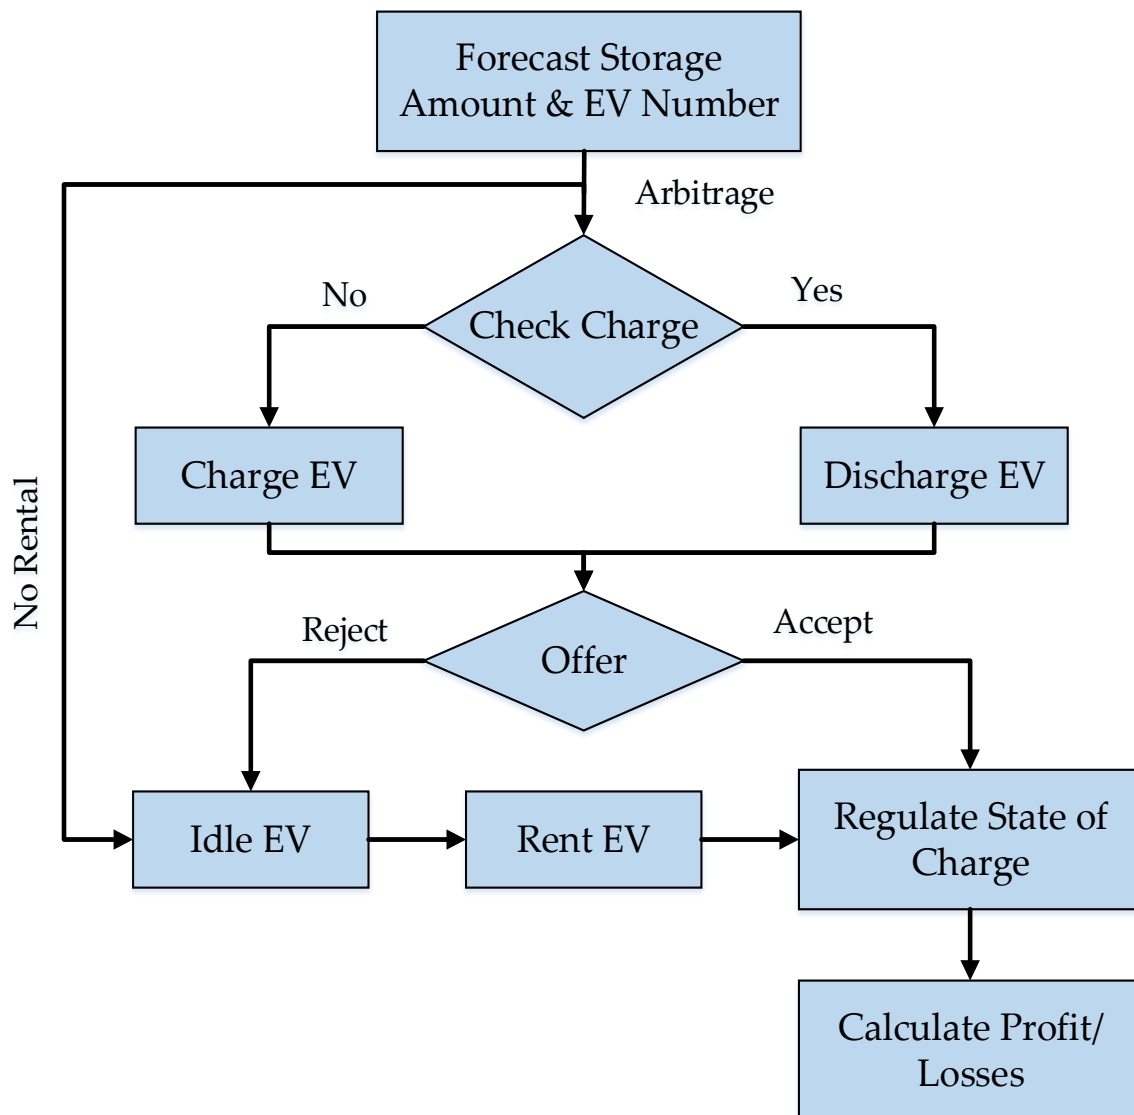 Forecast Storage
Amount & EV Number
Arbitrage
No
Yes
Check Charge
Charge EV
Discharge EV
No Rental
Reject
Accept
Offer
Idle EV
Rent EV
Regulate State of
Charge
Calculate Profit/
Losses